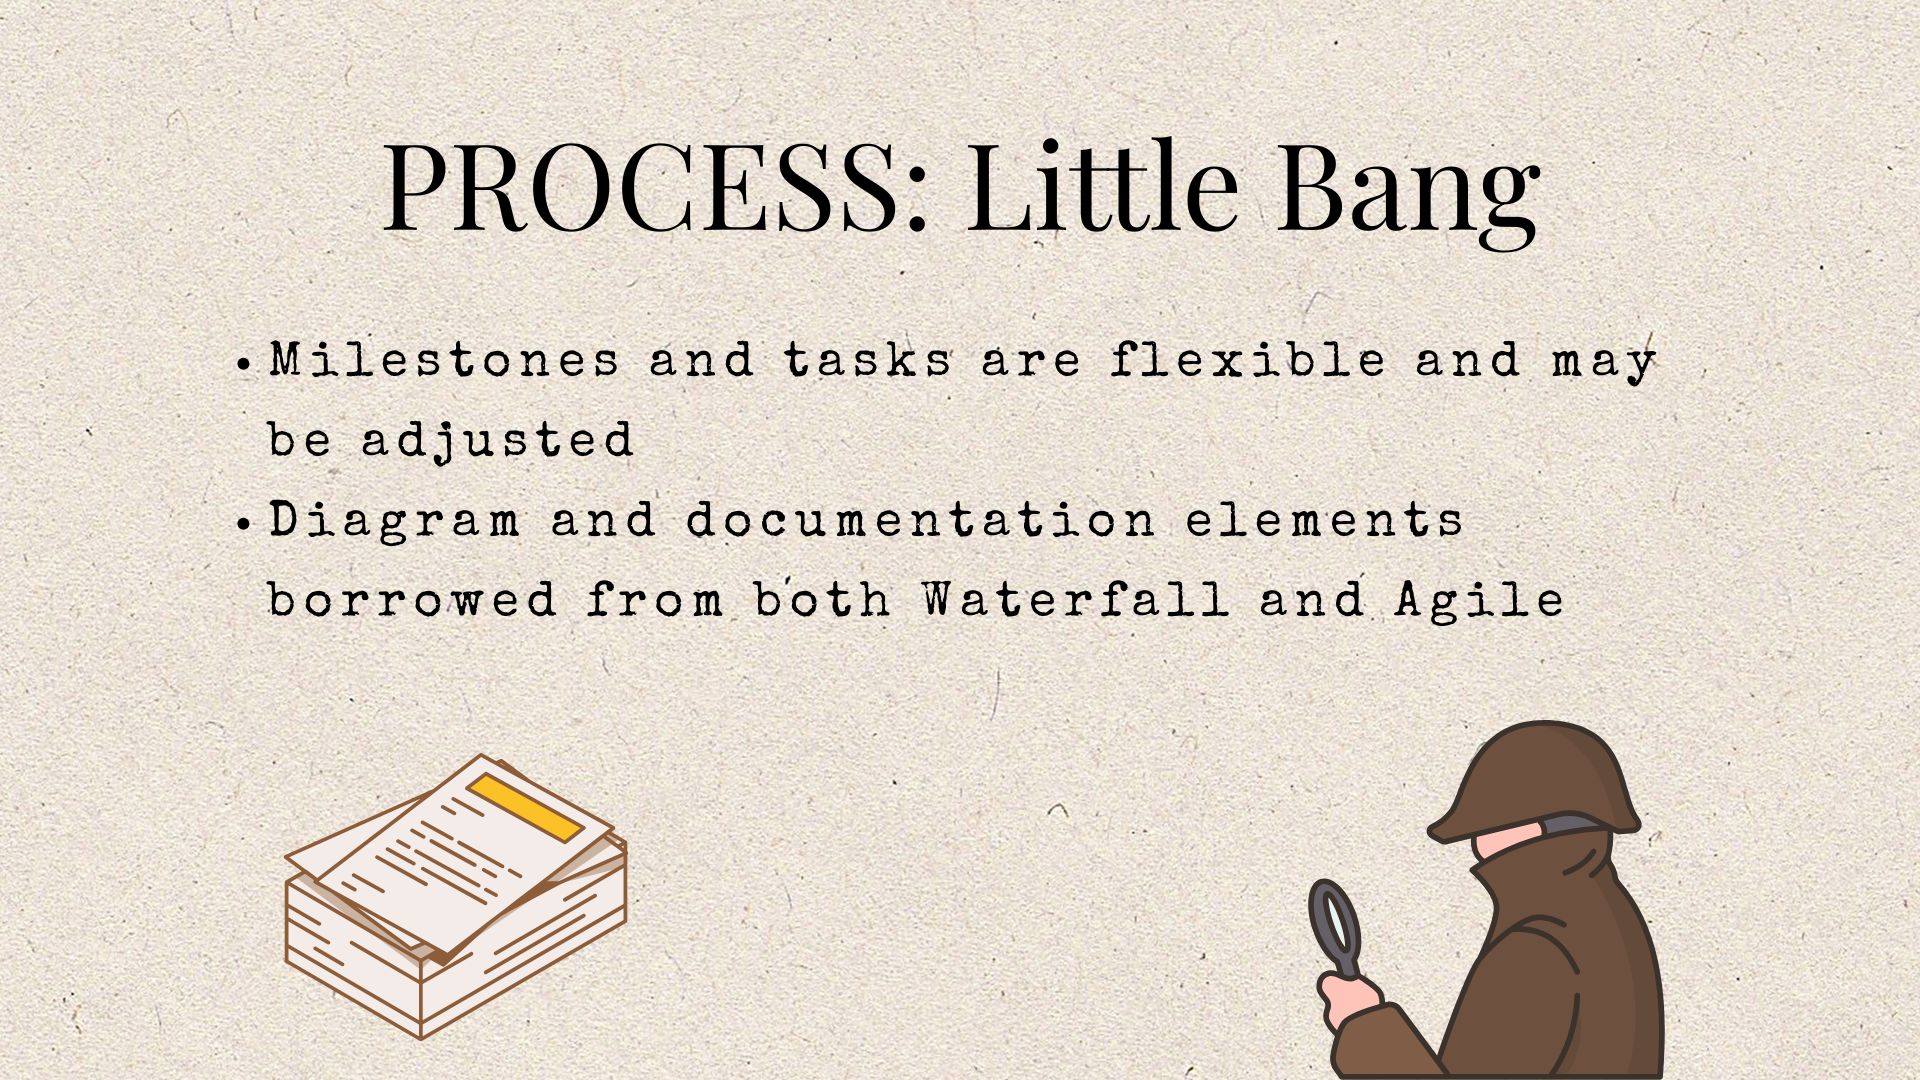 PROCESS: Little Bang
• Milestones and tasks are flexible and may
be adjusted
• Diagram and documentation elements
borrowed from both Waterfall and Agile